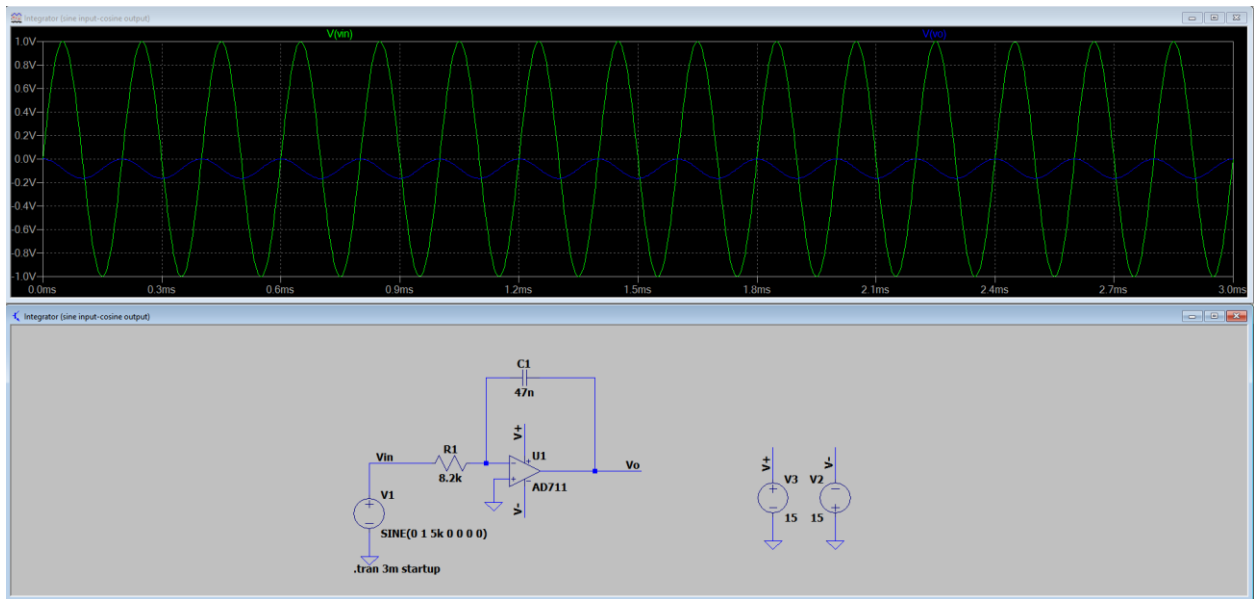 Integrator (sine input-cosine output)
V(vin) V(vo)
1.0V
0.8V
0.6V
0.4V
0.2V
0.0V
-0.2V
-0.4V
-0.6V
-0.8V
-1.0V
0.0ms 0.3ms 0.6ms 0.9ms 1.2ms 1.5ms 1.8ms 2.1ms 2.4ms 2.7ms 3.0ms
Integrator (sine input-cosine output)
C1
47n
V+
Vin
R1
8.2k
U1
AD711
Vo
V-
V1
SINE(0 1 5k 0 0 0 0)
.tran 3m startup
V+ V-
V3 V2
15 15